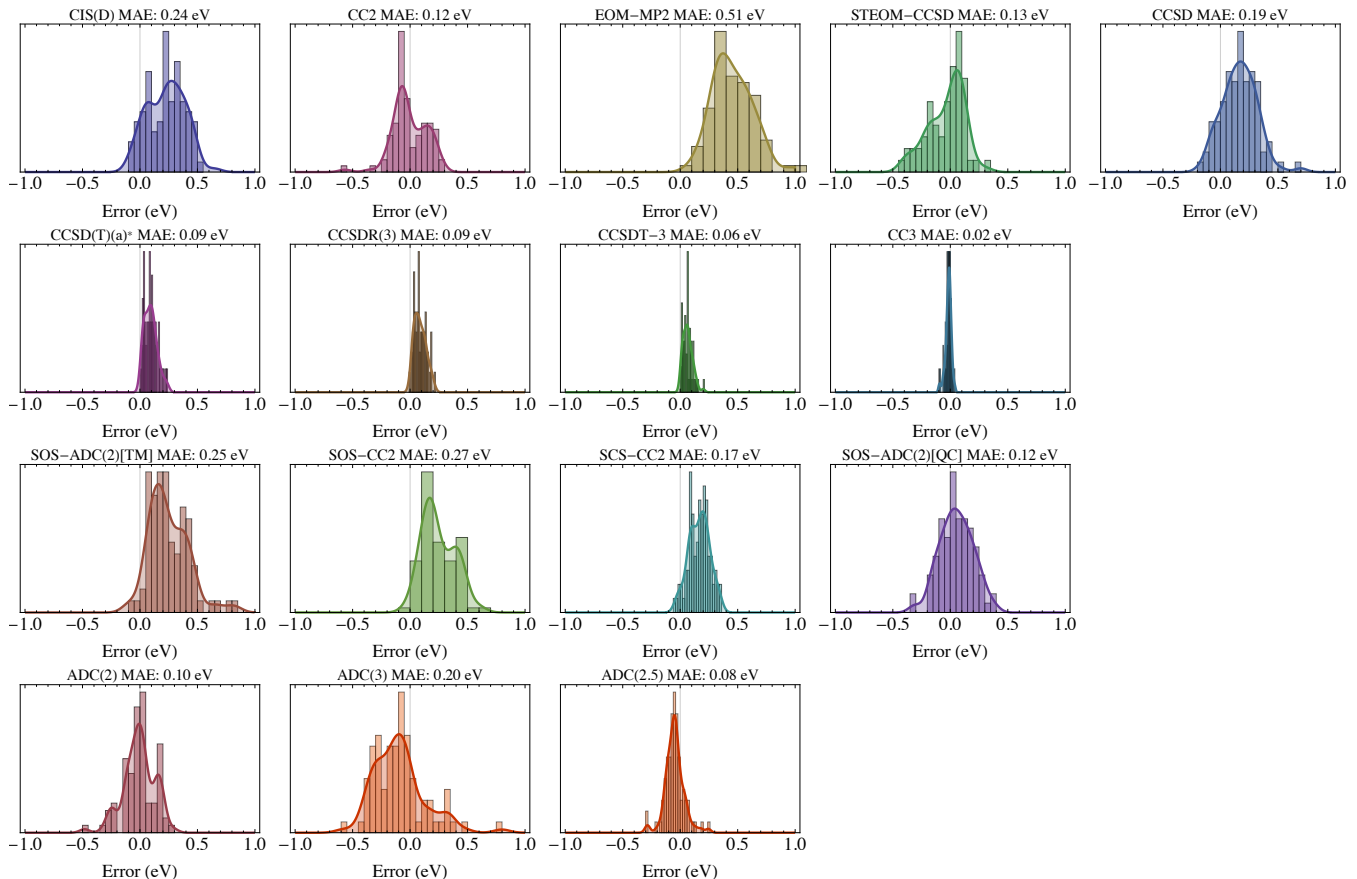 CIS(D) MAE: 0.24 eV
CC2 MAE: 0.12 eV
EOM−MP2 MAE: 0.51 eV
STEOM−CCSD MAE: 0.13 eV
CCSD MAE: 0.19 eV
−1.0 −0.5 0.0 0.5 1.0
−1.0 −0.5 0.0 0.5 1.0
−1.0 −0.5 0.0 0.5 1.0
−1.0 −0.5 0.0 0.5 1.0
−1.0 −0.5 0.0 0.5 1.0
Error (eV)
Error (eV)
Error (eV)
Error (eV)
Error (eV)
CCSD(T)(a)* MAE: 0.09 eV
CCSDR(3) MAE: 0.09 eV
CCSDT−3 MAE: 0.06 eV
CC3 MAE: 0.02 eV
−1.0 −0.5 0.0 0.5 1.0
−1.0 −0.5 0.0 0.5 1.0
−1.0 −0.5 0.0 0.5 1.0
−1.0 −0.5 0.0 0.5 1.0
Error (eV)
Error (eV)
Error (eV)
Error (eV)
SOS−ADC(2)[TM] MAE: 0.25 eV
SOS−CC2 MAE: 0.27 eV
SCS−CC2 MAE: 0.17 eV
SOS−ADC(2)[QC] MAE: 0.12 eV
−1.0 −0.5 0.0 0.5 1.0
−1.0 −0.5 0.0 0.5 1.0
−1.0 −0.5 0.0 0.5 1.0
−1.0 −0.5 0.0 0.5 1.0
Error (eV)
Error (eV)
Error (eV)
Error (eV)
ADC(2) MAE: 0.10 eV
ADC(3) MAE: 0.20 eV
ADC(2.5) MAE: 0.08 eV
−1.0 −0.5 0.0 0.5 1.0
−1.0 −0.5 0.0 0.5 1.0
−1.0 −0.5 0.0 0.5 1.0
Error (eV)
Error (eV)
Error (eV)